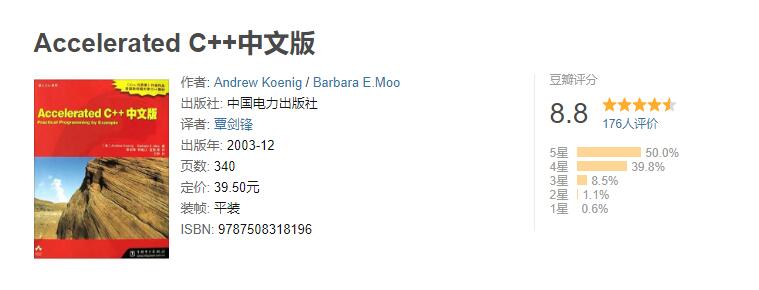 Accelerated C++中文版
Accelerated C++ 中文版
Practical Programming by Example
作者: Andrew Koenig / Barbara E.Moo
出版社: 中国电力出版社
译者: 覃剑锋
出版年: 2003-12
页数: 340
定价: 39.50元
装帧: 平装
ISBN: 9787508318196
豆瓣评分
8.8
176人评价
5星 50.0%
4星 39.8%
3星 8.5%
2星 1.1%
1星 0.6%